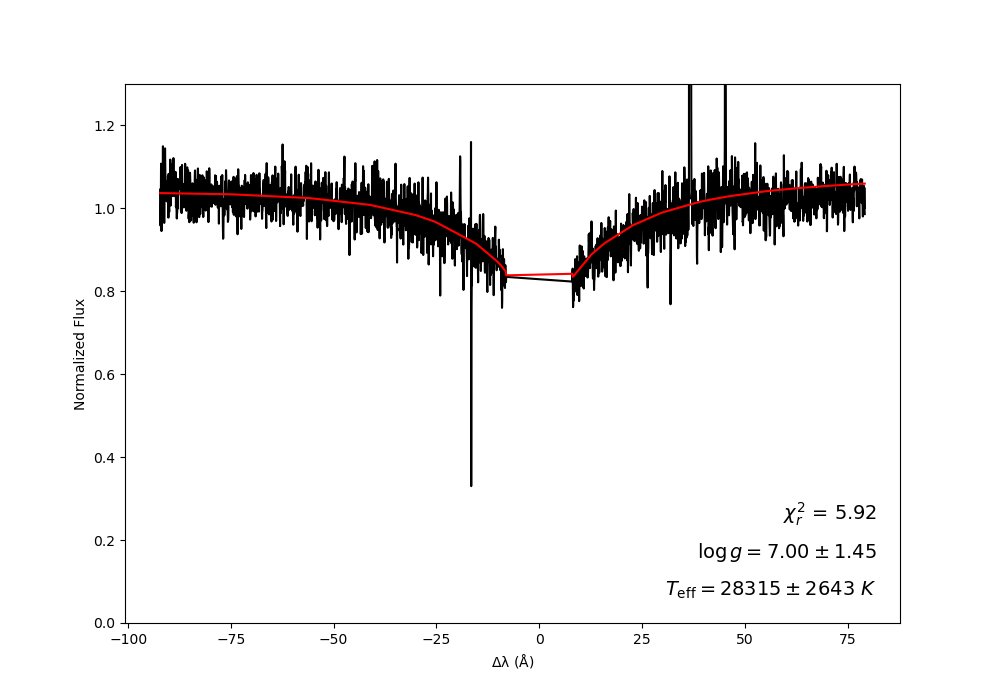 1.2
1.0
0.8
0.6
0.4
0.2
0.0
Normalized Flux
χ²ᵣ = 5.92
log g = 7.00 ± 1.45
T_eff = 28315 ± 2643 K
−100 −75 −50 −25 0 25 50 75
Δλ (Å)